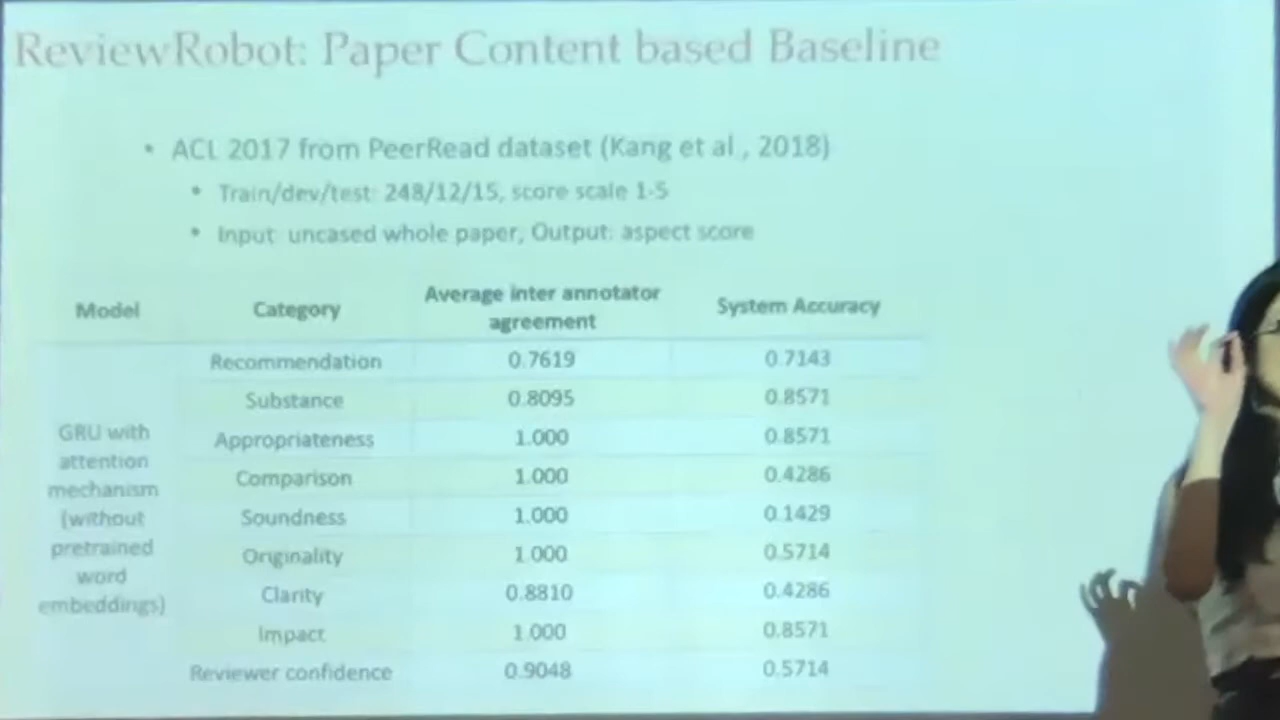 ReviewRobot: Paper Content based Baseline
• ACL 2017 from PeerRead dataset (Kang et al., 2018)
• Train/dev/test: 248/12/15, score scale 1-5
• Input: uncased whole paper, Output: aspect score
Model Category Average inter annotator agreement System Accuracy
GRU with attention mechanism (without pretrained word embeddings)
Recommendation 0.7619 0.7143
Substance 0.8095 0.8571
Appropriateness 1.000 0.8571
Comparison 1.000 0.4286
Soundness 1.000 0.1429
Originality 1.000 0.5714
Clarity 0.8810 0.4286
Impact 1.000 0.8571
Reviewer confidence 0.9048 0.5714